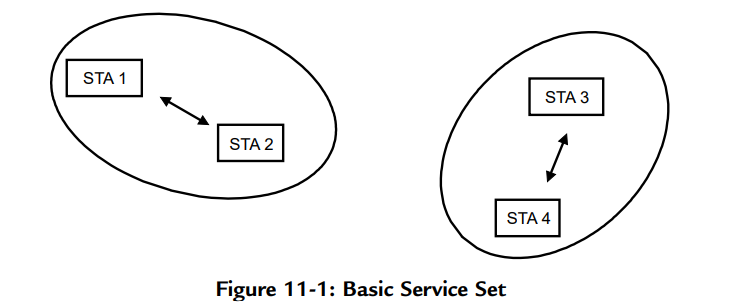 STA 1
STA 2
STA 3
STA 4
Figure 11-1: Basic Service Set